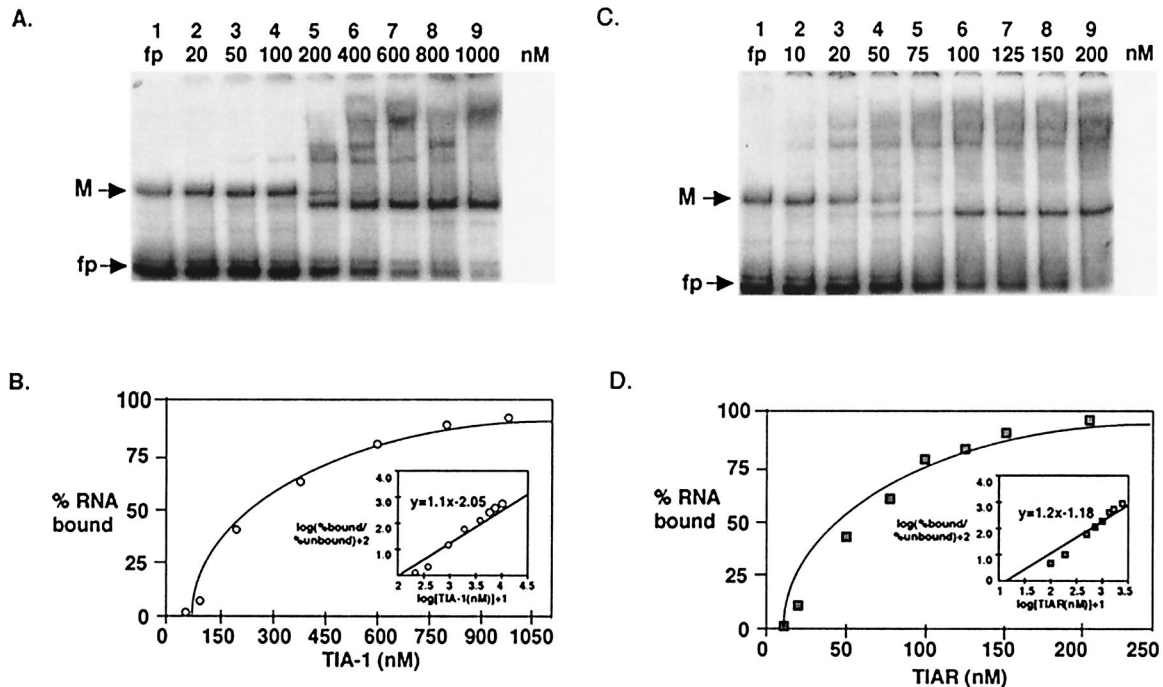 A.
1 2 3 4 5 6 7 8 9
fp 20 50 100 200 400 600 800 1000 nM
M
fp
C.
1 2 3 4 5 6 7 8 9
fp 10 20 50 75 100 125 150 200 nM
M
fp
B.
100
75
50
25
0
% RNA
bound
0 150 300 450 600 750 900 1050
TIA-1 (nM)
4.0
3.0
2.0
1.0
y=1.1x-2.05
log(%bound/
%unbound)+2
2 2.5 3 3.5 4 4.5
log[TIA-1(nM)]+1
D.
100
75
50
25
0
% RNA
bound
0 50 100 150 200 250
TIAR (nM)
4.0
3.0
2.0
1.0
0
y=1.2x-1.18
log(%bound/
%unbound)+2
1 1.5 2 2.5 3 3.5
log[TIAR(nM)]+1